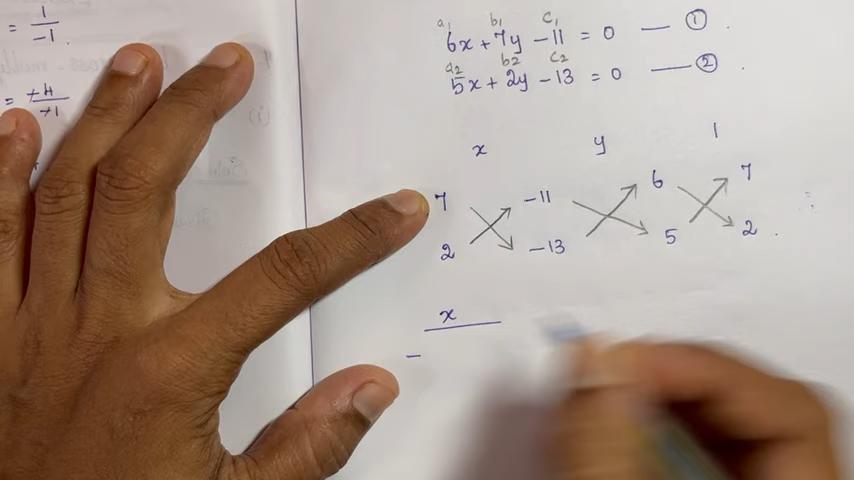 = 1/-1
a1 b1 c1
6x + 7y - 11 = 0 — ①
= +4/+1
a2 b2 c2
5x + 2y - 13 = 0 — ②
x y 1
7 -11 6 7
2 -13 5 2
x
-